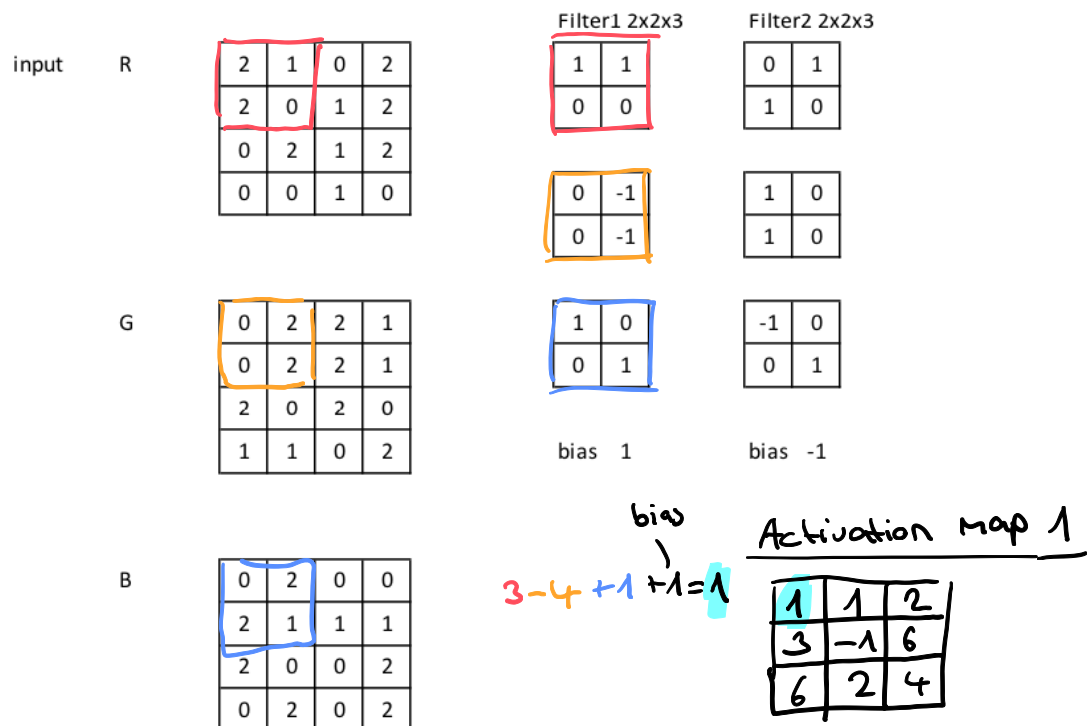 Filter1 2x2x3 Filter2 2x2x3
input R
2 1 0 2
2 0 1 2
0 2 1 2
0 0 1 0
1 1
0 0
0 1
1 0
0 -1
0 -1
1 0
1 0
G
0 2 2 1
0 2 2 1
2 0 2 0
1 1 0 2
1 0
0 1
-1 0
0 1
bias 1 bias -1
B
0 2 0 0
2 1 1 1
2 0 0 2
0 2 0 2
bias
3-4+1+1=1
Activation Map 1
1 1 2
3 -1 6
6 2 4